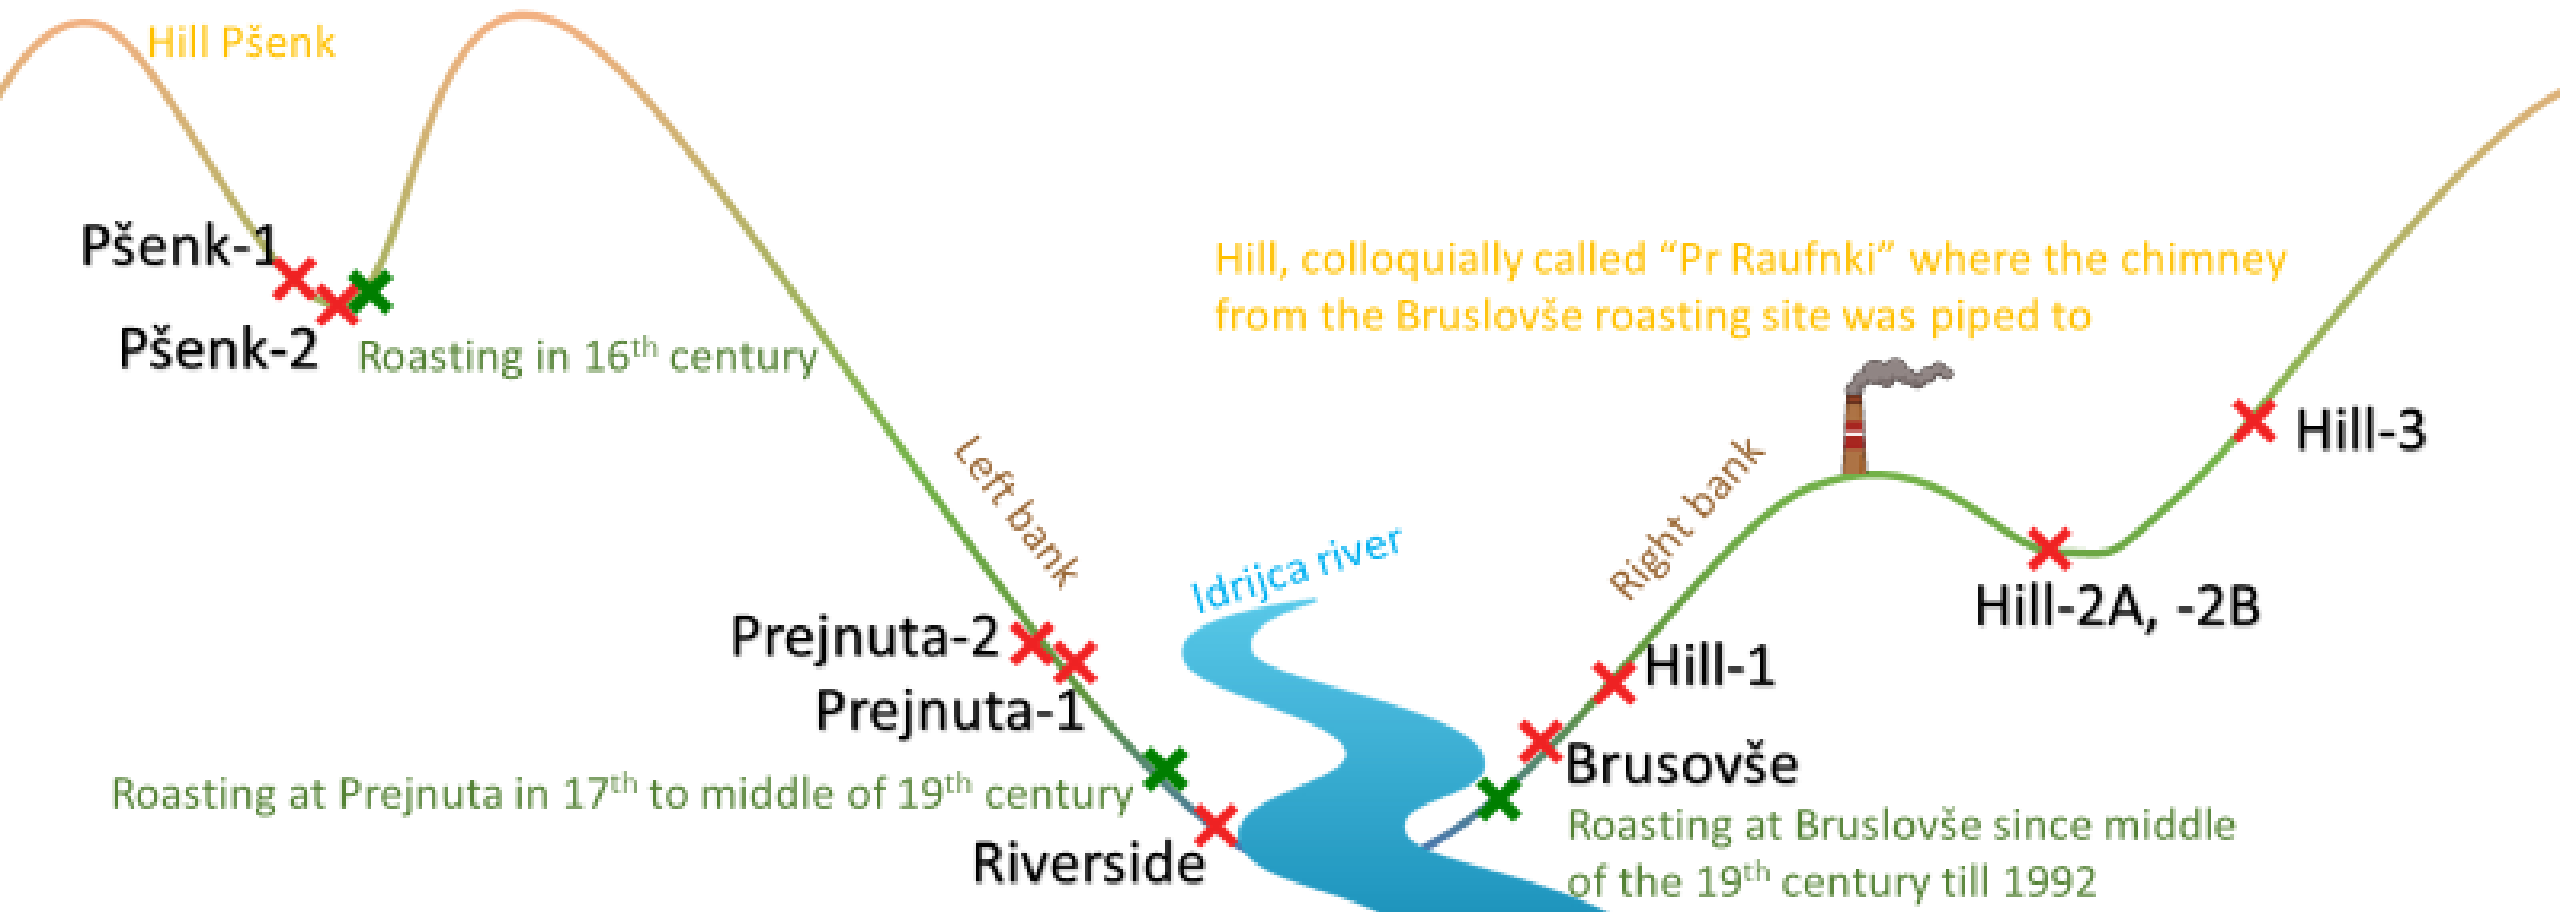 Hill Pšenk
Pšenk-1
Pšenk-2
Roasting in 16th century
Hill, colloquially called “Pr Raufnki” where the chimney
from the Bruslovše roasting site was piped to
Left bank
Right bank
Idrijca river
Hill-3
Hill-2A, -2B
Prejnuta-2
Prejnuta-1
Hill-1
Brusovše
Roasting at Prejnuta in 17th to middle of 19th century
Riverside
Roasting at Bruslovše since middle
of the 19th century till 1992